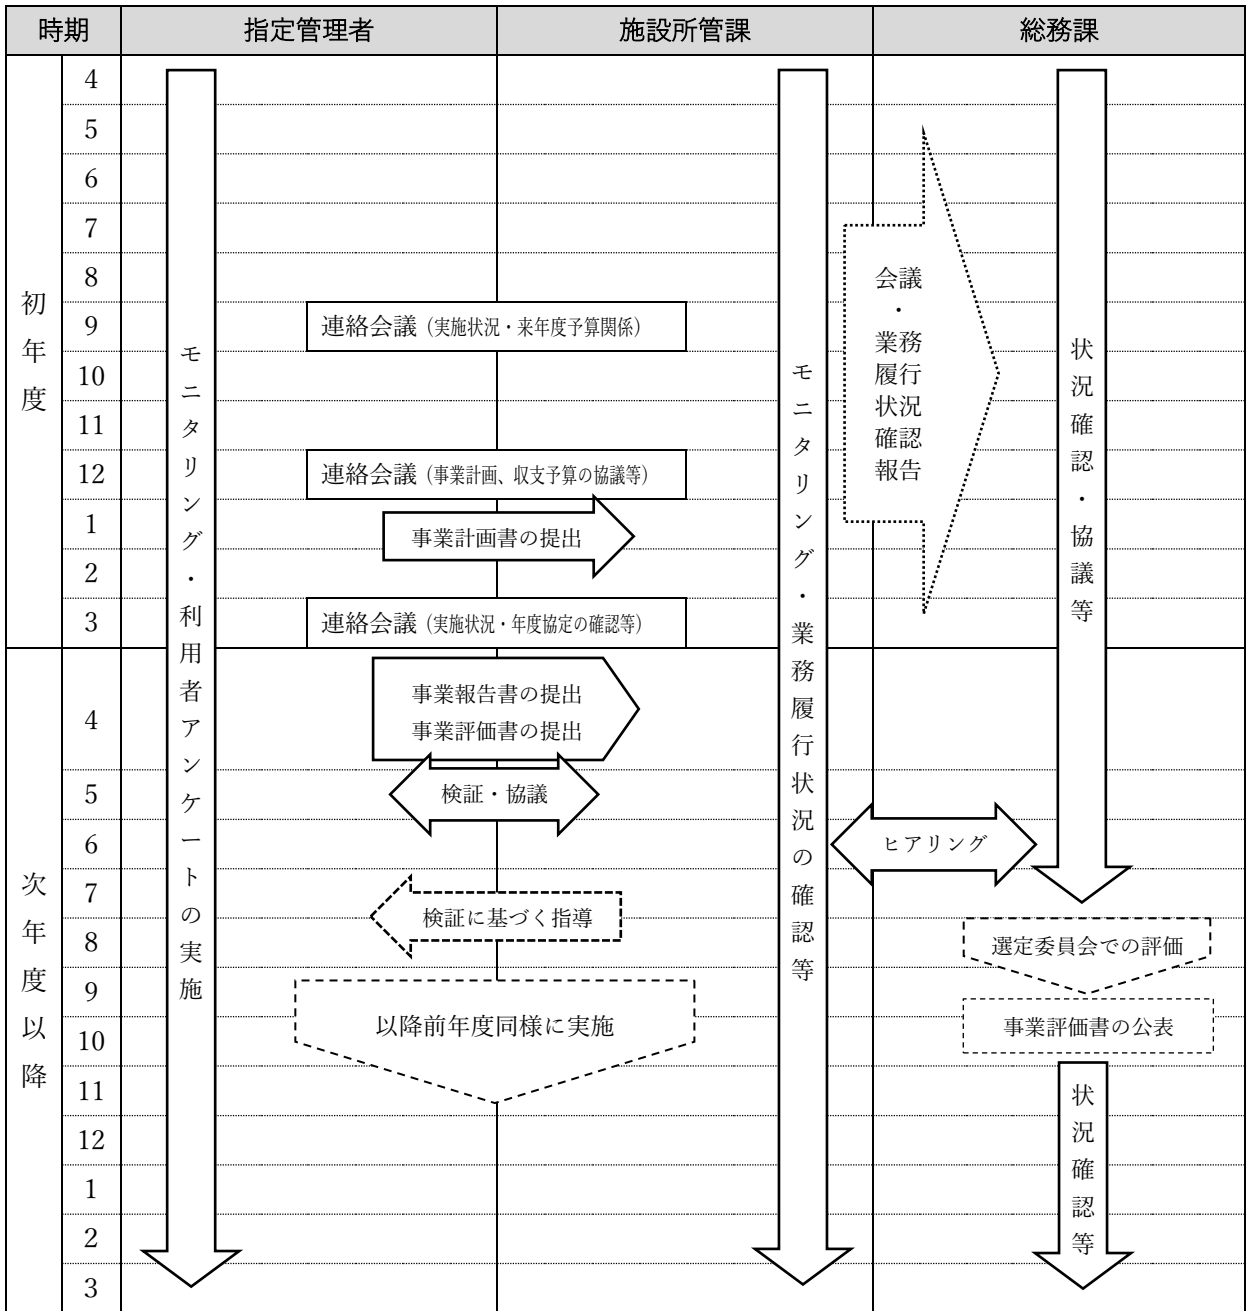 時期 指定管理者 施設所管課 総務課
初年度
4
5
6
7
8
9
10
11
12
1
2
3
次年度以降
4
5
6
7
8
9
10
11
12
1
2
3
モニタリング・利用者アンケートの実施
連絡会議（実施状況・来年度予算関係）
連絡会議（事業計画、収支予算の協議等）
事業計画書の提出
連絡会議（実施状況・年度協定の確認等）
事業報告書の提出
事業評価書の提出
検証・協議
検証に基づく指導
以降前年度同様に実施
モニタリング・業務履行状況の確認等
会議
・
業務
履行
状況
確認
報告
ヒアリング
状況確認・協議等
選定委員会での評価
事業評価書の公表
状況確認等